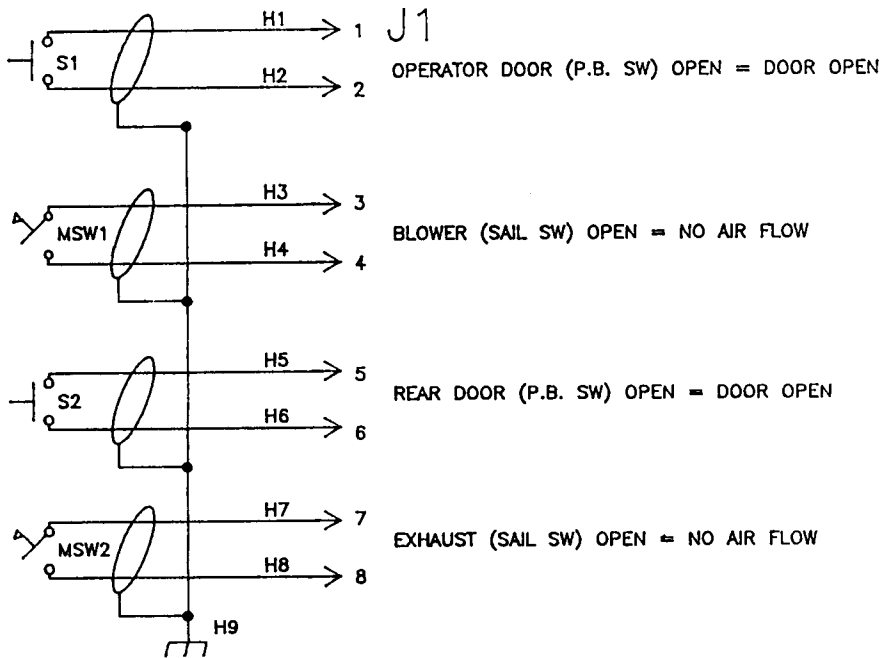 H1 1 J1
S1
H2 2 OPERATOR DOOR (P.B. SW) OPEN = DOOR OPEN
H3 3
MSW1 BLOWER (SAIL SW) OPEN = NO AIR FLOW
H4 4
H5 5
S2 REAR DOOR (P.B. SW) OPEN = DOOR OPEN
H6 6
H7 7
MSW2 EXHAUST (SAIL SW) OPEN = NO AIR FLOW
H8 8
H9